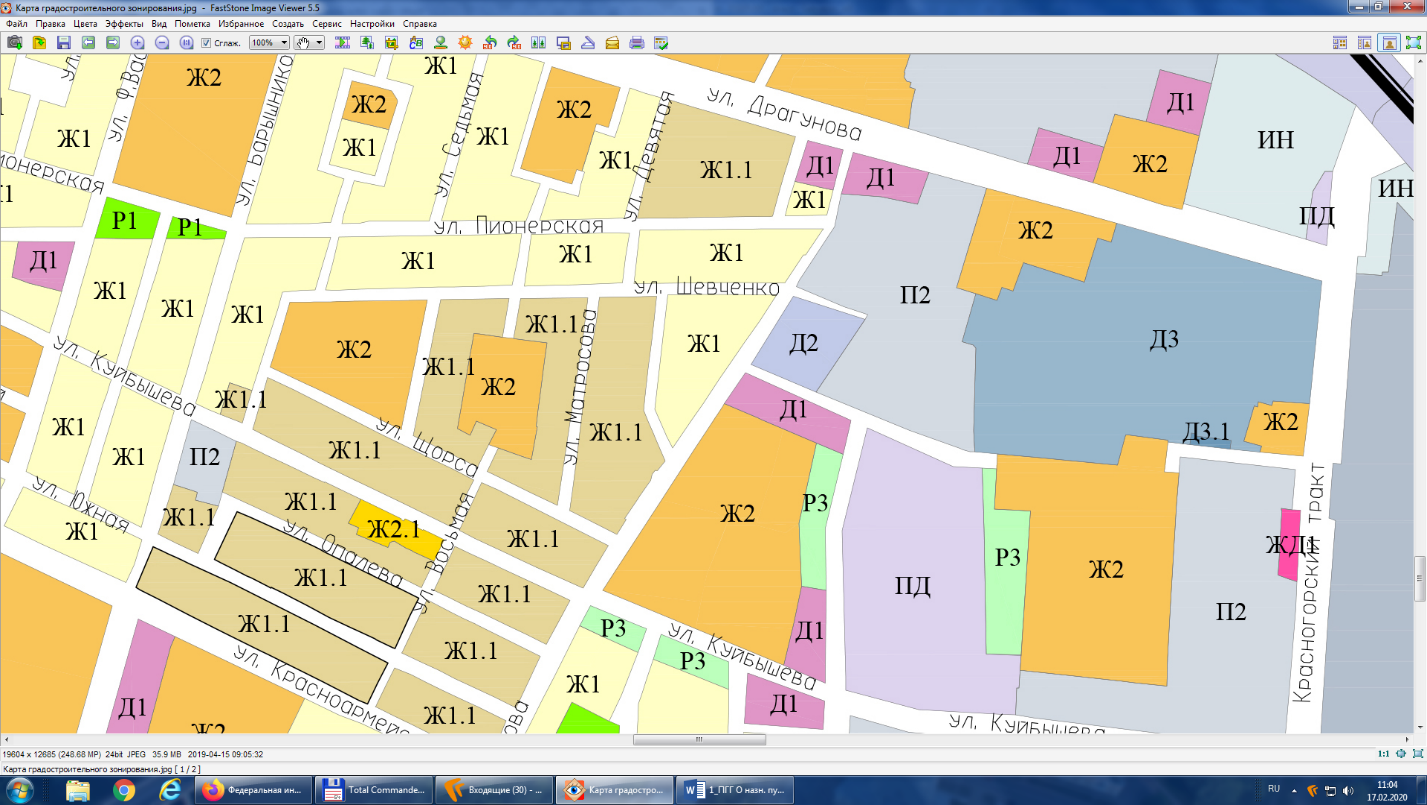 Карта градостроительного зонирования.jpg - FastStone Image Viewer 5.5
Файл Правка Цвета Эффекты Вид Пометка Избранное Создать Сервис Настройки Справка
Сглаж. 100%
Ж2
Ж1
ул. Драгунова
Ж1
ул. Барышнико
Ж2
Ж1
ул. Седьмая
Ж1
Ж2
Ж1
ул. Девятая
Ж1.1
Д1
Ж1
Д1
Д1
Ж2
Д1
ИН
ИН
ПД
ул. Пионерская
Р1
Р1
Д1
Ж1
Ж1
Ж1
Ж1
Ж1
Ж1
ул. Шевченко
П2
Ж2
Д3
Д3.1
Ж2
Ж2
Ж1.1
Ж1.1
Ж2
ул. Матросова
Ж1.1
Ж1
Д2
Д1
ул. Куйбышева
Ж1.1
ул. Щорса
Ж1.1
Ж1
Ж1
П2
ул. Южная
Ж1
Ж1.1
Ж1.1
Ж2.1
ул. Восьмая
ул. Опалева
Ж1.1
Ж1.1
Ж1.1
Ж1.1
Ж1.1
Ж1.1
ул. Красноармей
Д1
Ж2
Ж2
Р3
Д1
Р3
Р3
ул. Куйбышева
Ж1
Д1
ПД
Р3
Ж2
П2
ЖД1
Красногорский тракт
ул. Куйбышева
19604 x 12685 (248.68 MP) 24bit JPEG 35.9 MB 2019-04-15 09:05:32
1:1
Карта градостроительного зонирования.jpg [ 1 / 2 ]
Федеральная ин...
Total Commande...
Входящие (30) - ...
Карта градостро...
1_ПГГ О назн. пу...
RU
11:04
17.02.2020